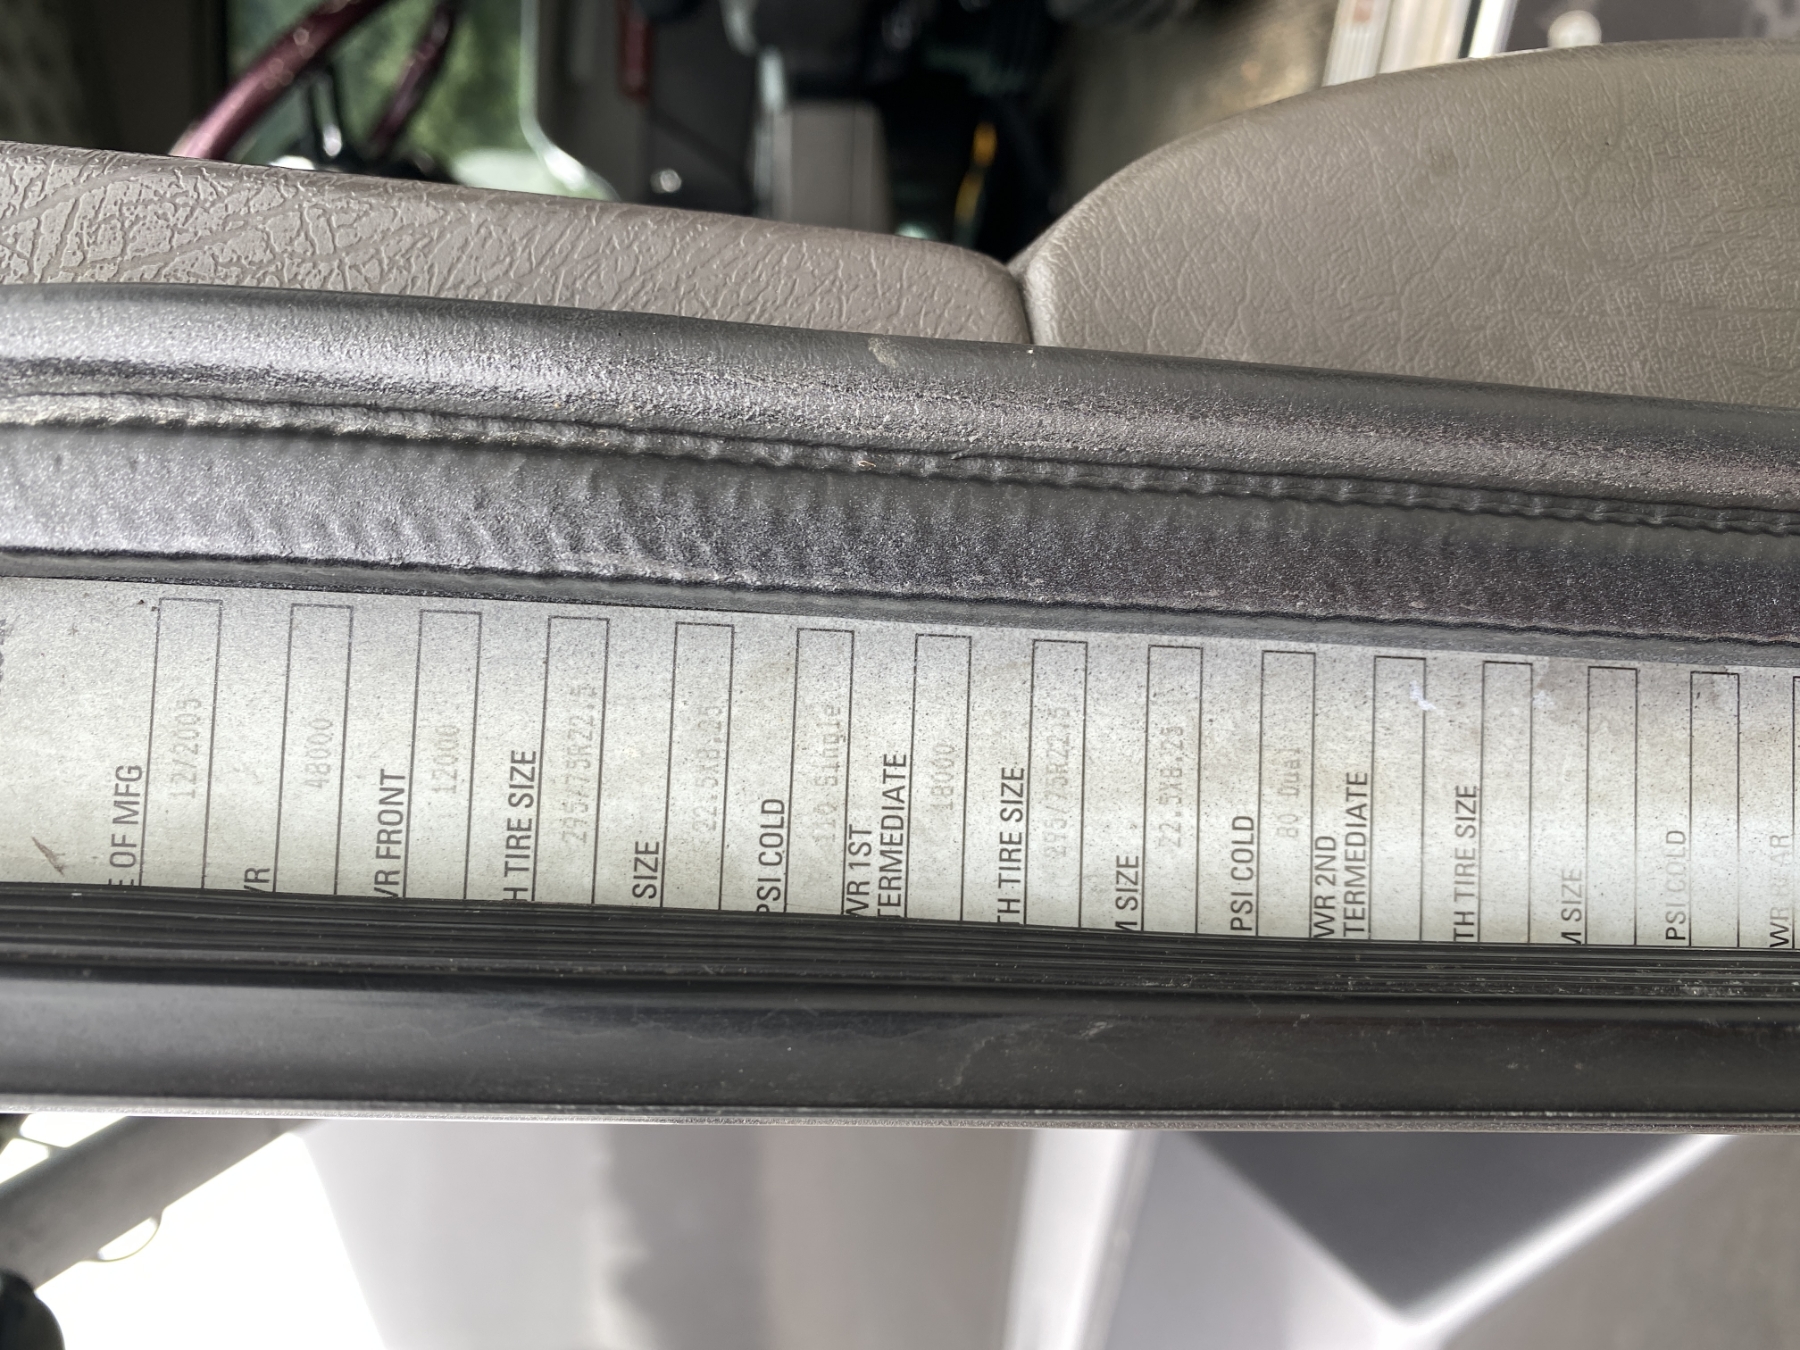 E OF MFG
12/2005
VR
48000
VR FRONT
12000
H TIRE SIZE
295/75R22.5
SIZE
22.5X8.25
PSI COLD
110 Single
WR 1ST
TERMEDIATE
18000
TH TIRE SIZE
295/75R22.5
M SIZE
22.5X8.25
PSI COLD
80 Dual
WR 2ND
TERMEDIATE
TH TIRE SIZE
M SIZE
PSI COLD
WR REAR